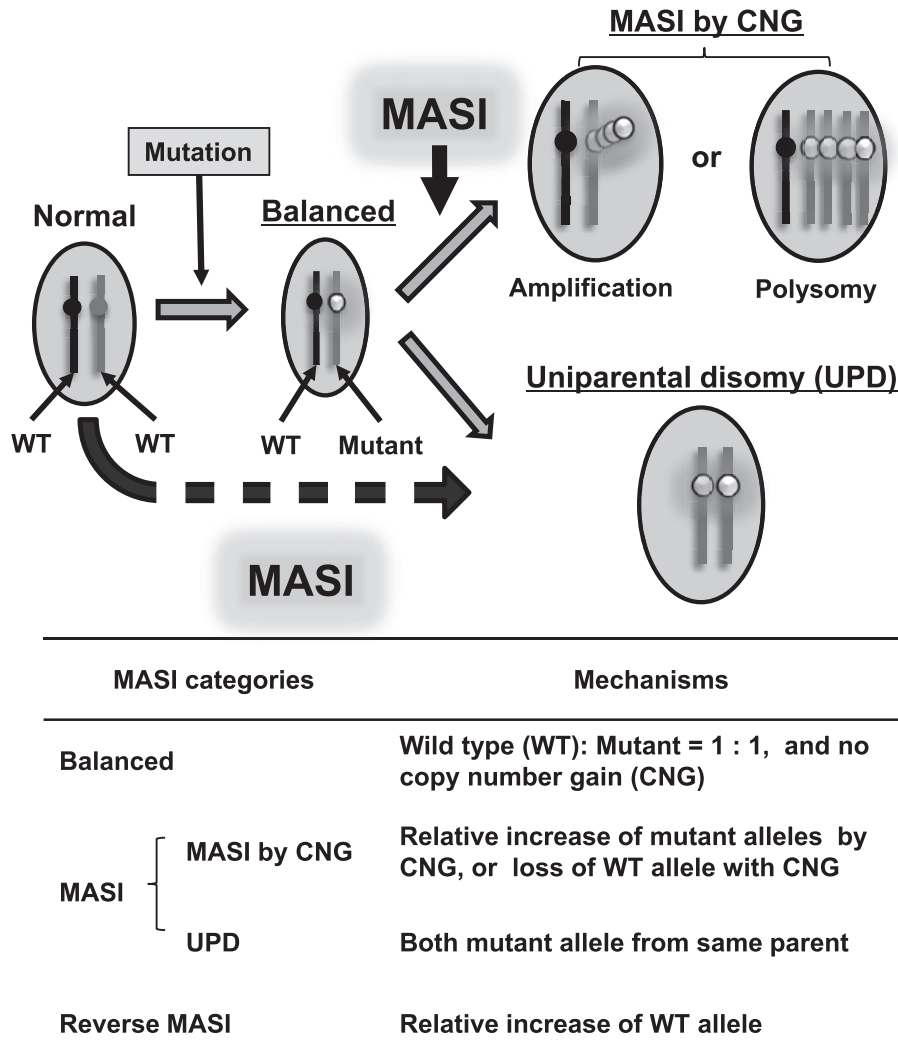 MASI by CNG
MASI
Mutation
or
Normal
Balanced
Amplification
Polysomy
Uniparental disomy (UPD)
WT
WT
WT
Mutant
MASI
MASI categories
Mechanisms
Balanced
Wild type (WT): Mutant = 1 : 1, and no
copy number gain (CNG)
MASI
MASI by CNG
Relative increase of mutant alleles by
CNG, or loss of WT allele with CNG
UPD
Both mutant allele from same parent
Reverse MASI
Relative increase of WT allele